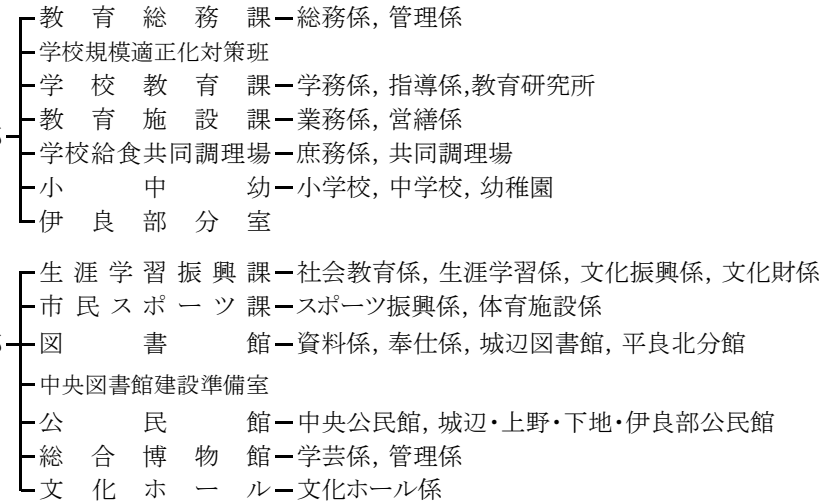 教育総務課 総務係, 管理係
学校規模適正化対策班
学校教育課 学務係, 指導係,教育研究所
教育施設課 業務係, 営繕係
学校給食共同調理場 庶務係, 共同調理場
小中幼 小学校, 中学校, 幼稚園
伊良部分室
生涯学習振興課 社会教育係, 生涯学習係, 文化振興係, 文化財係
市民スポーツ課 スポーツ振興係, 体育施設係
図書館 資料係, 奉仕係, 城辺図書館, 平良北分館
中央図書館建設準備室
公民館 中央公民館, 城辺・上野・下地・伊良部公民館
総合博物館 学芸係, 管理係
文化ホール 文化ホール係